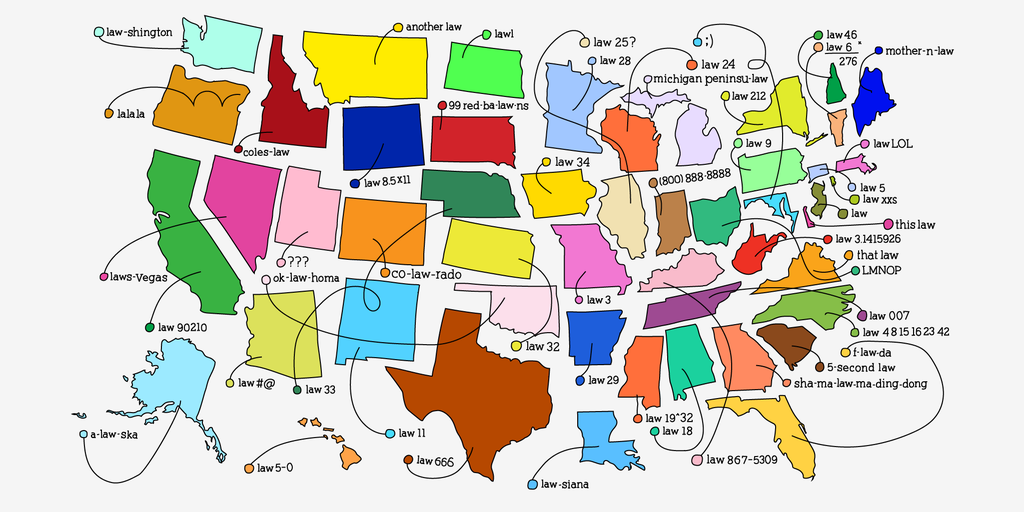 law-shington
another law
lawl
law 25?
;)
law 46
law 6 x
276
mother-n-law
law 28
law 24
michigan peninsu-law
lalala
99 red·ba·law·ns
law 212
coles-law
law 9
law LOL
law 34
law 8.5x11
(800) 888-8888
law 5
law xxs
law
this law
law 3.1415926
that law
LMNOP
???
laws-Vegas
ok-law-homa
co-law-rado
law 3
law 007
law 90210
law 32
law 4 8 15 16 23 42
f-law-da
5-second law
law #@
law 33
law 29
sha-ma-law-ma-ding-dong
law 19^32
law 18
a-law-ska
law 11
law 5-0
law 666
law 867-5309
law-siana